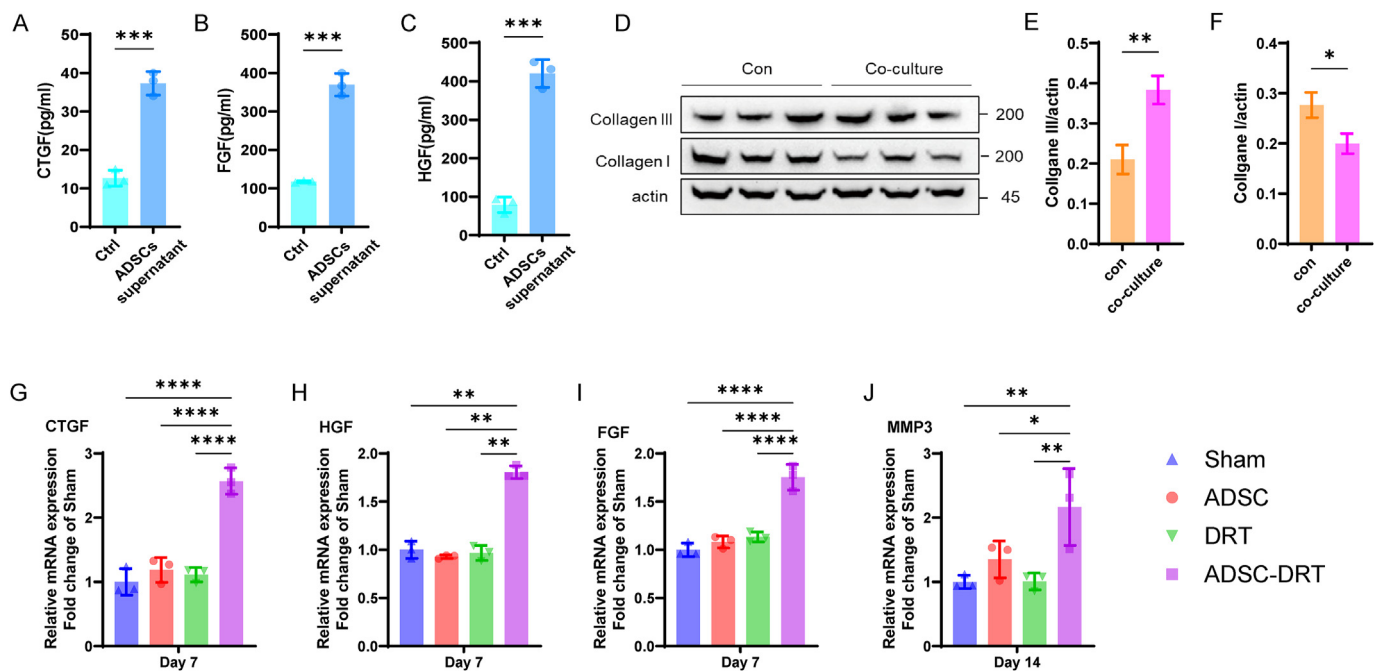 A
CTGF(pg/ml)
50
40
30
20
10
0
***
Ctrl
ADSCs
supernatant
B
FGF(pg/ml)
600
400
200
0
***
Ctrl
ADSCs
supernatant
C
HGF(pg/ml)
500
400
300
200
100
0
***
Ctrl
ADSCs
supernatant
D
Con
Co-culture
Collagen III
200
Collagen I
200
actin
45
E
Collgane III/actin
0.5
0.4
0.3
0.2
0.1
0.0
**
con
co-culture
F
Collgane I/actin
0.4
0.3
0.2
0.1
0.0
*
con
co-culture
G
CTGF
Relative mRNA expression
Fold change of Sham
3
2
1
0
****
****
****
Day 7
H
HGF
Relative mRNA expression
Fold change of Sham
2.0
1.5
1.0
0.5
0.0
**
**
**
Day 7
I
FGF
Relative mRNA expression
Fold change of Sham
2.0
1.5
1.0
0.5
0.0
****
****
****
Day 7
J
MMP3
Relative mRNA expression
Fold change of Sham
3
2
1
0
**
*
**
Day 14
Sham
ADSC
DRT
ADSC-DRT